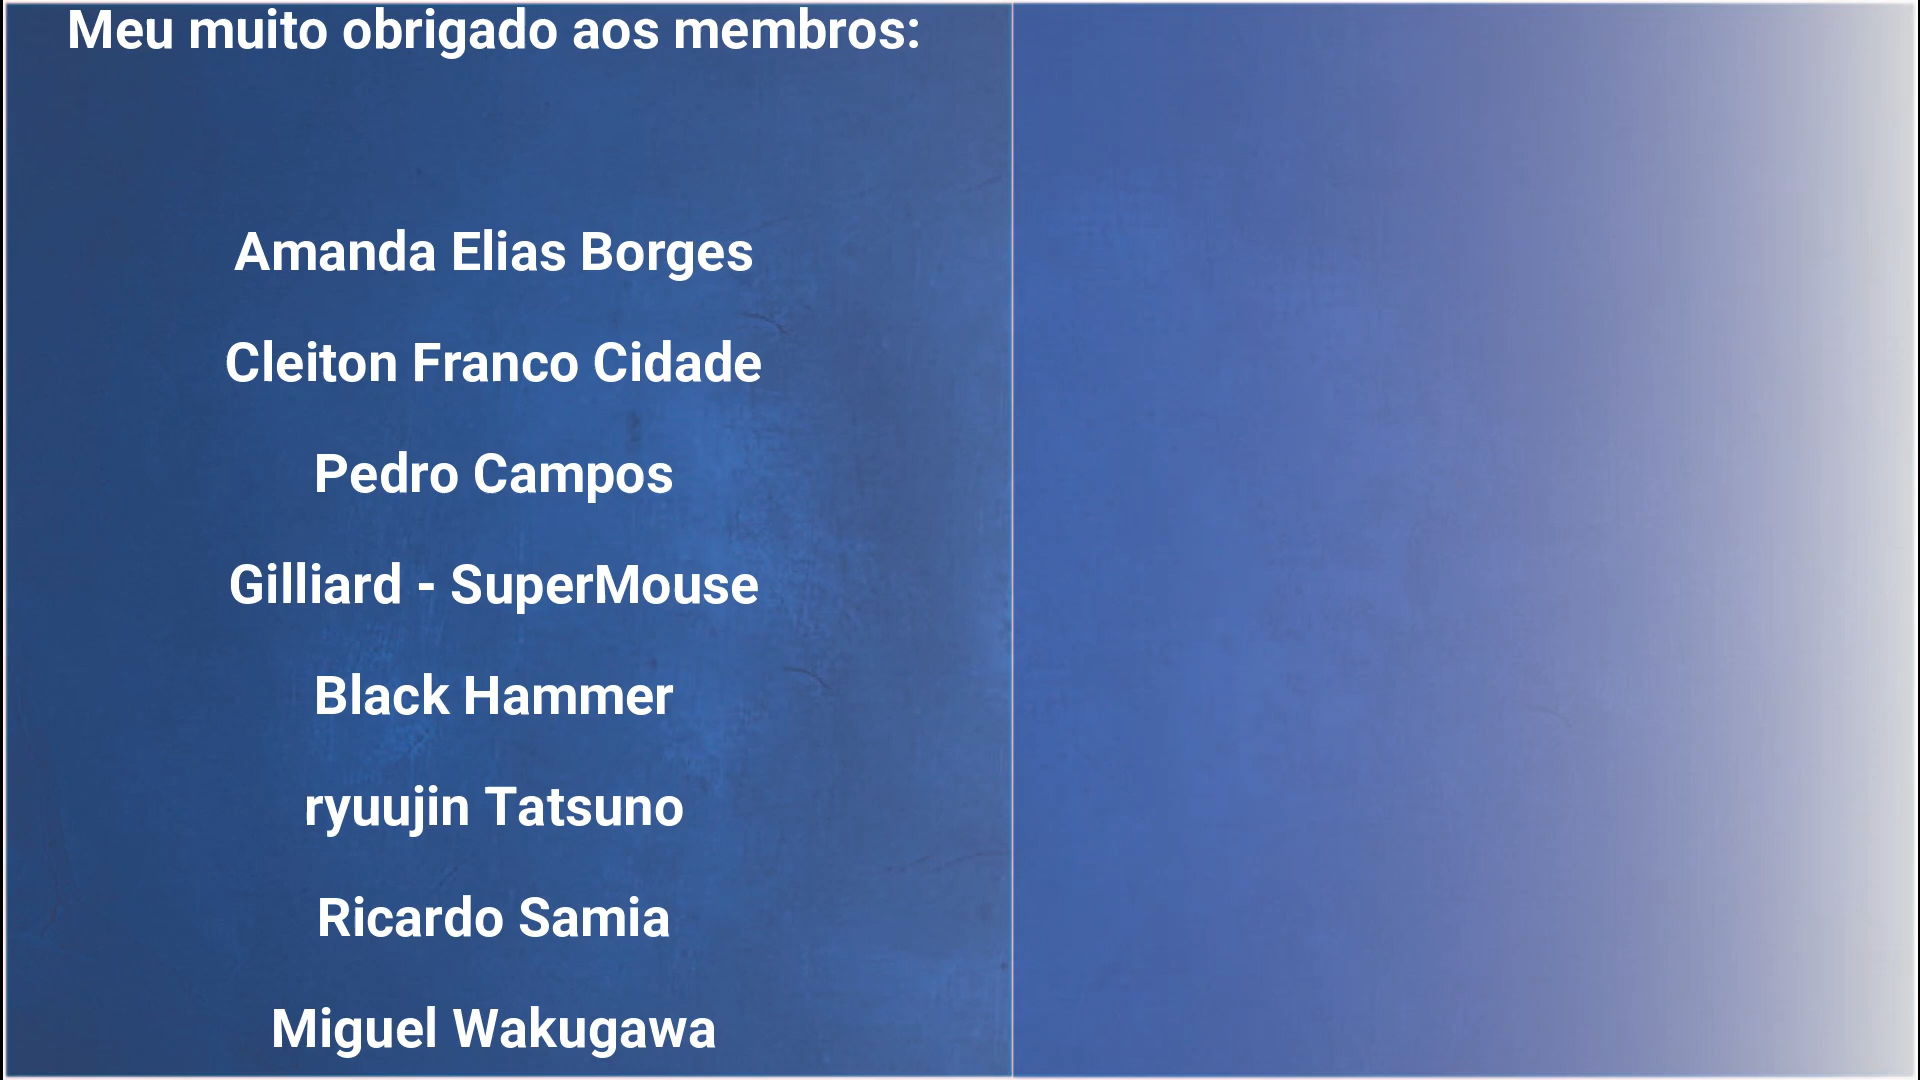 Meu muito obrigado aos membros:
Amanda Elias Borges
Cleiton Franco Cidade
Pedro Campos
Gilliard - SuperMouse
Black Hammer
ryuujin Tatsuno
Ricardo Samia
Miguel Wakugawa